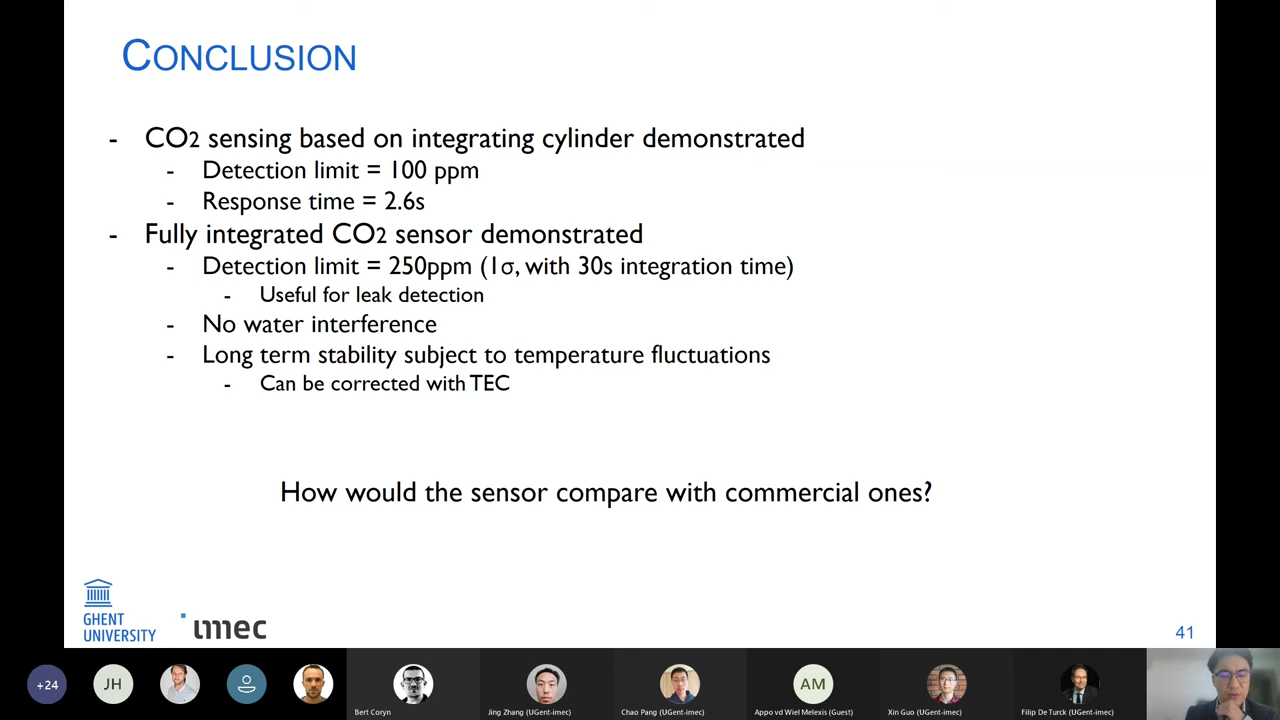 CONCLUSION
- CO2 sensing based on integrating cylinder demonstrated
- Detection limit = 100 ppm
- Response time = 2.6s
- Fully integrated CO2 sensor demonstrated
- Detection limit = 250ppm (1σ, with 30s integration time)
- Useful for leak detection
- No water interference
- Long term stability subject to temperature fluctuations
- Can be corrected with TEC
How would the sensor compare with commercial ones?
GHENT
UNIVERSITY
imec
41
+24
JH
AM
Bert Coryn
Jing Zhang (UGent-imec)
Chao Pang (UGent-imec)
Appo vd Wiel Melexis (Guest)
Xin Guo (UGent-imec)
Filip De Turck (UGent-imec)